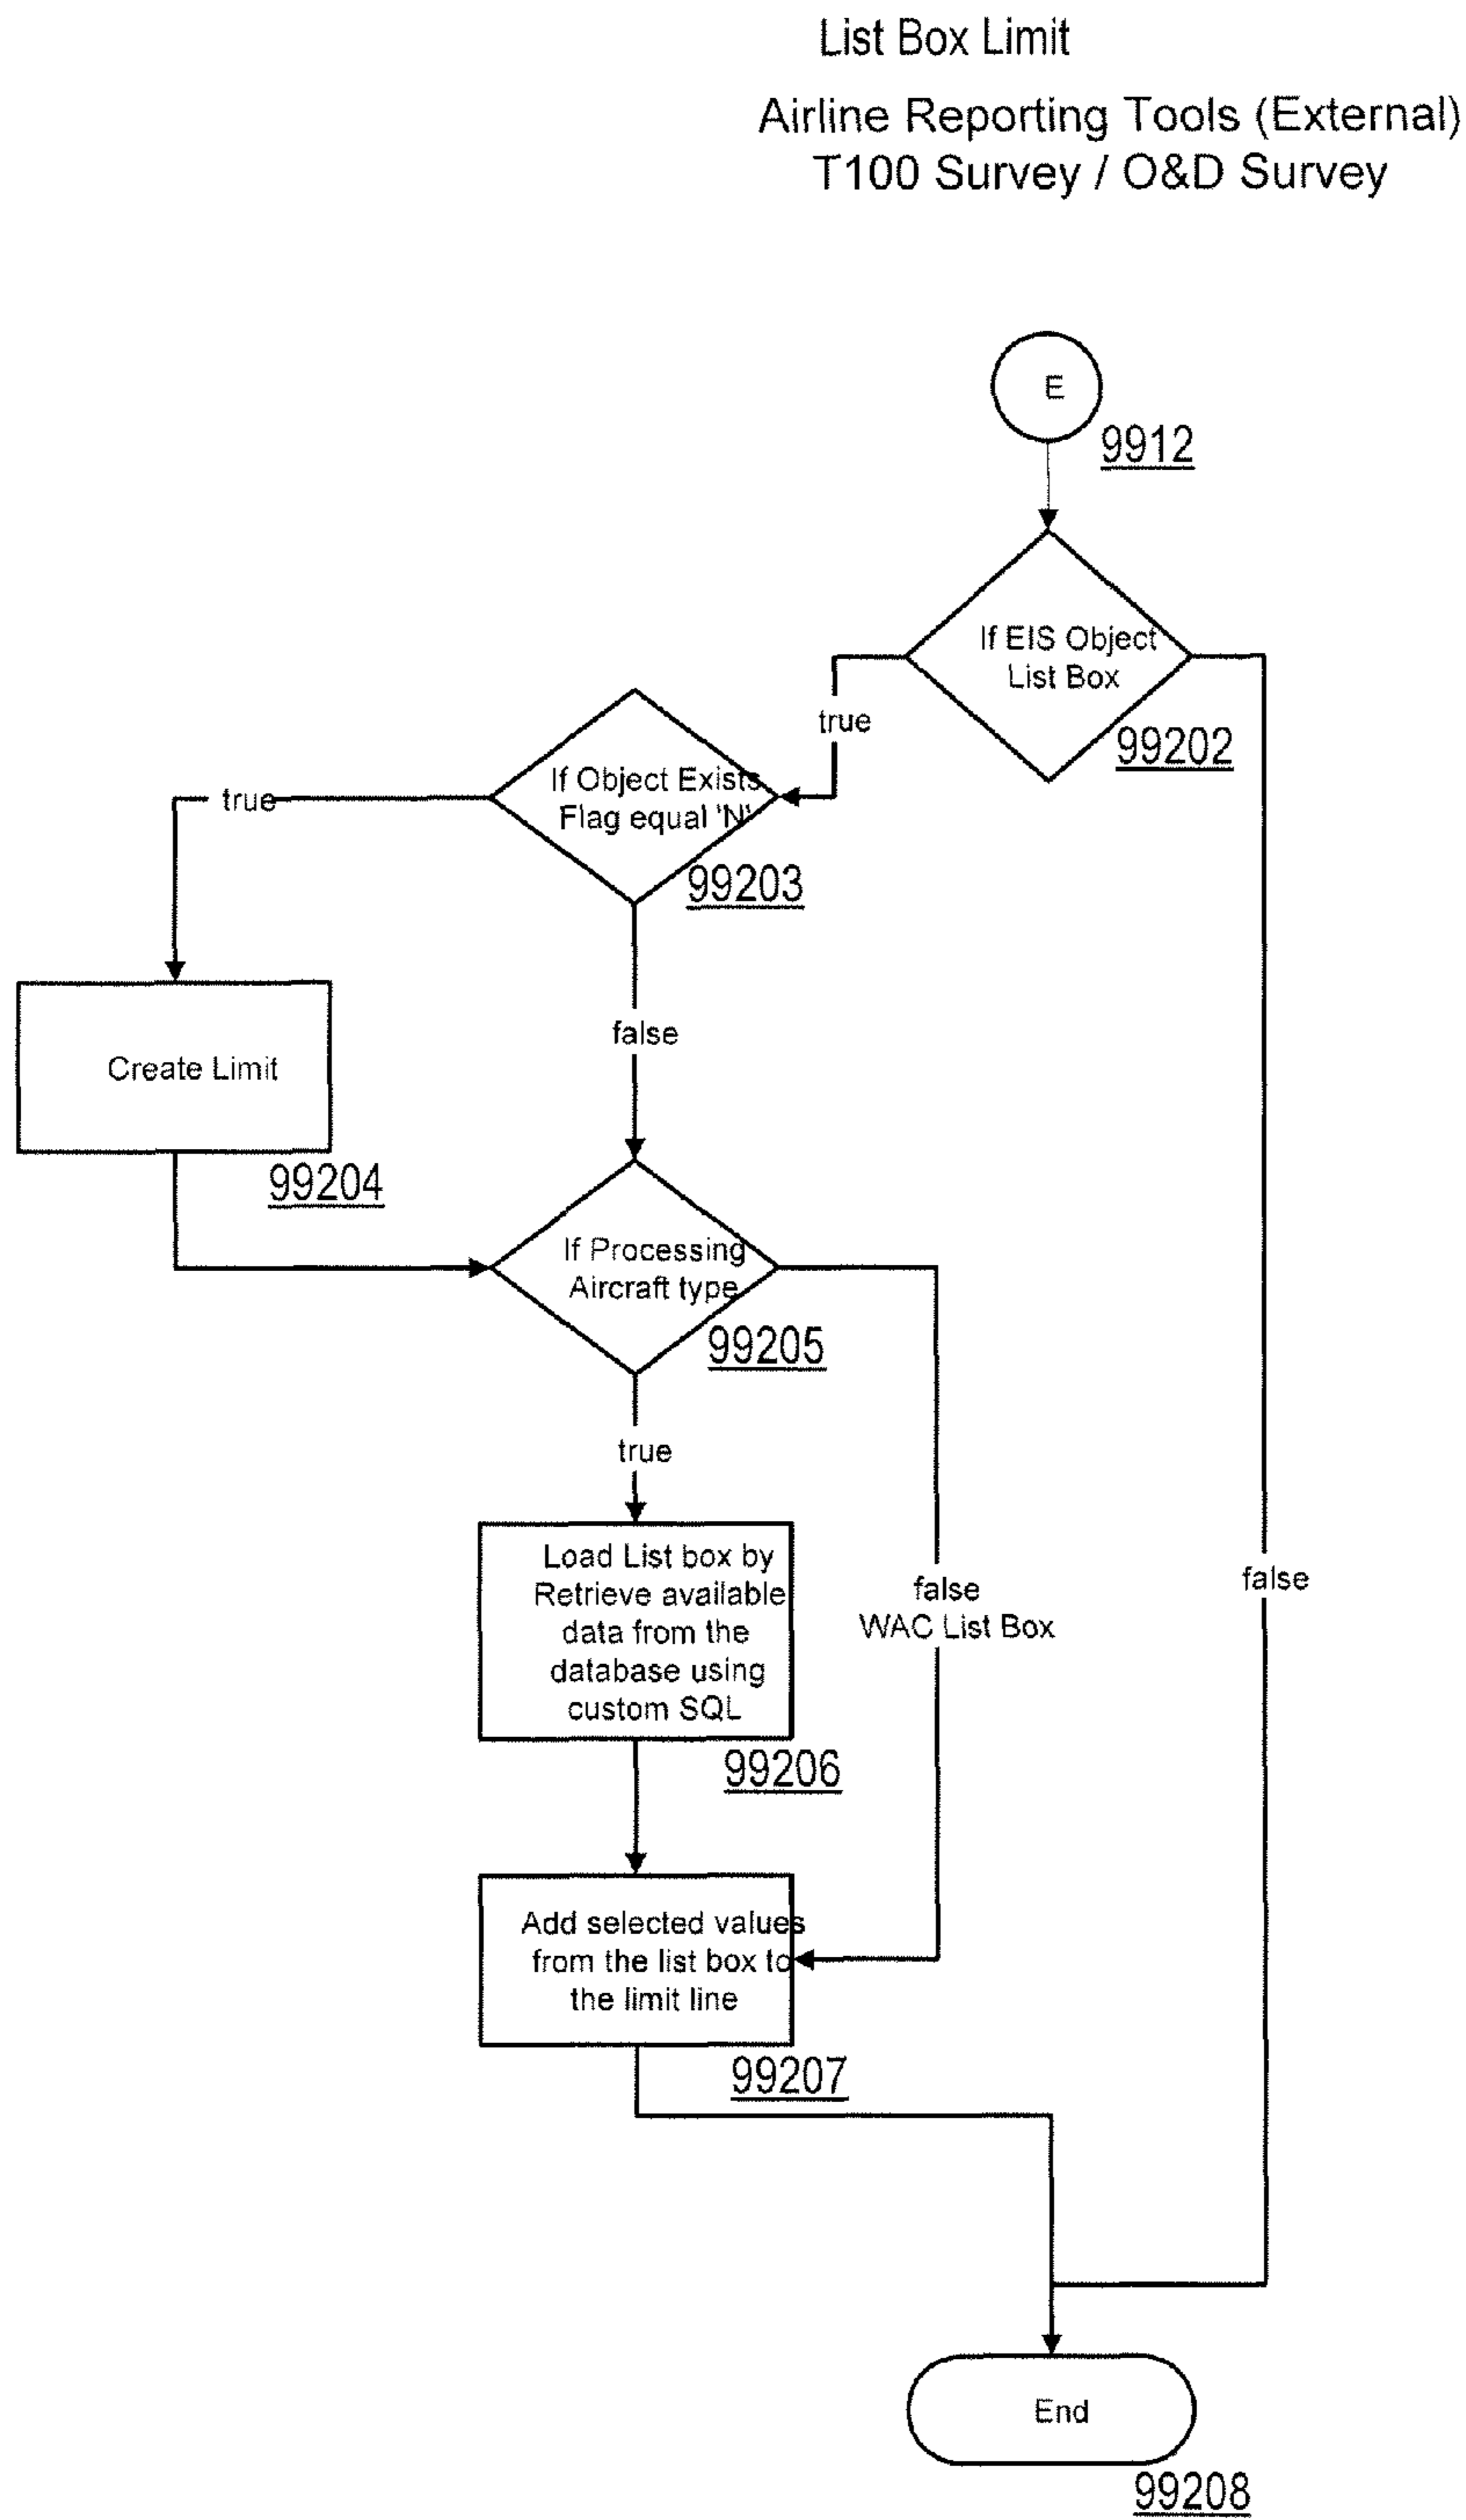 List Box Limit
Airline Reporting Tools (External)
T100 Survey / O&D Survey
E
9912
If EIS Object
List Box
99202
true
If Object Exists
Flag equal 'N'
99203
true
Create Limit
99204
false
If Processing
Aircraft type
99205
true
Load List box by
Retrieve available
data from the
database using
custom SQL
99206
false
WAC List Box
false
Add selected values
from the list box to
the limit line
99207
End
99208